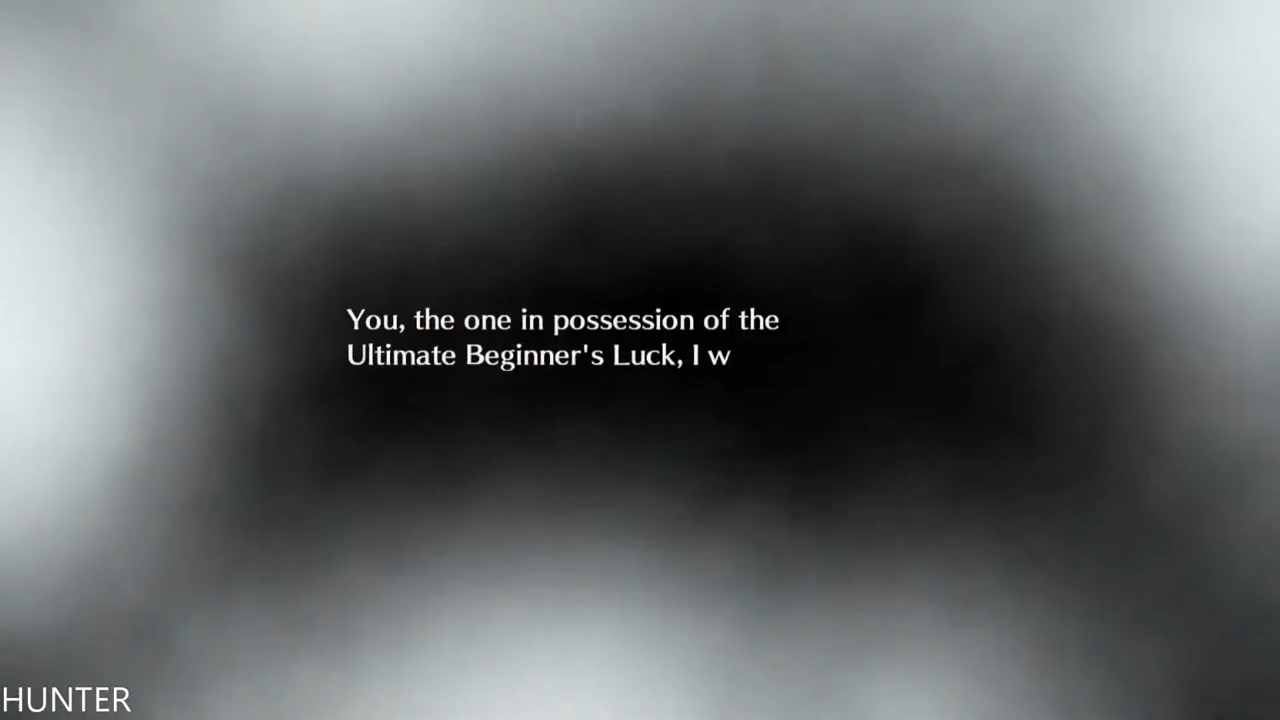 You, the one in possession of the
Ultimate Beginner's Luck, I w
HUNTER